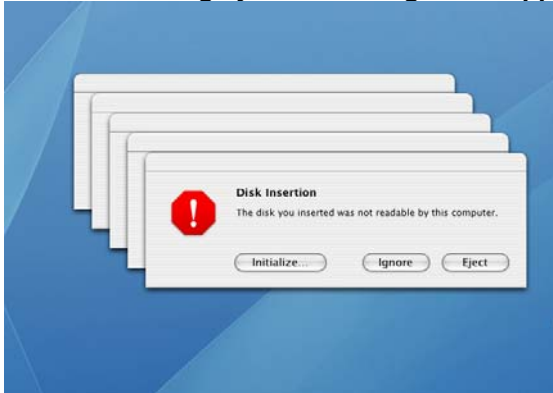 Disk Insertion
The disk you inserted was not readable by this computer.
Initialize...
Ignore
Eject